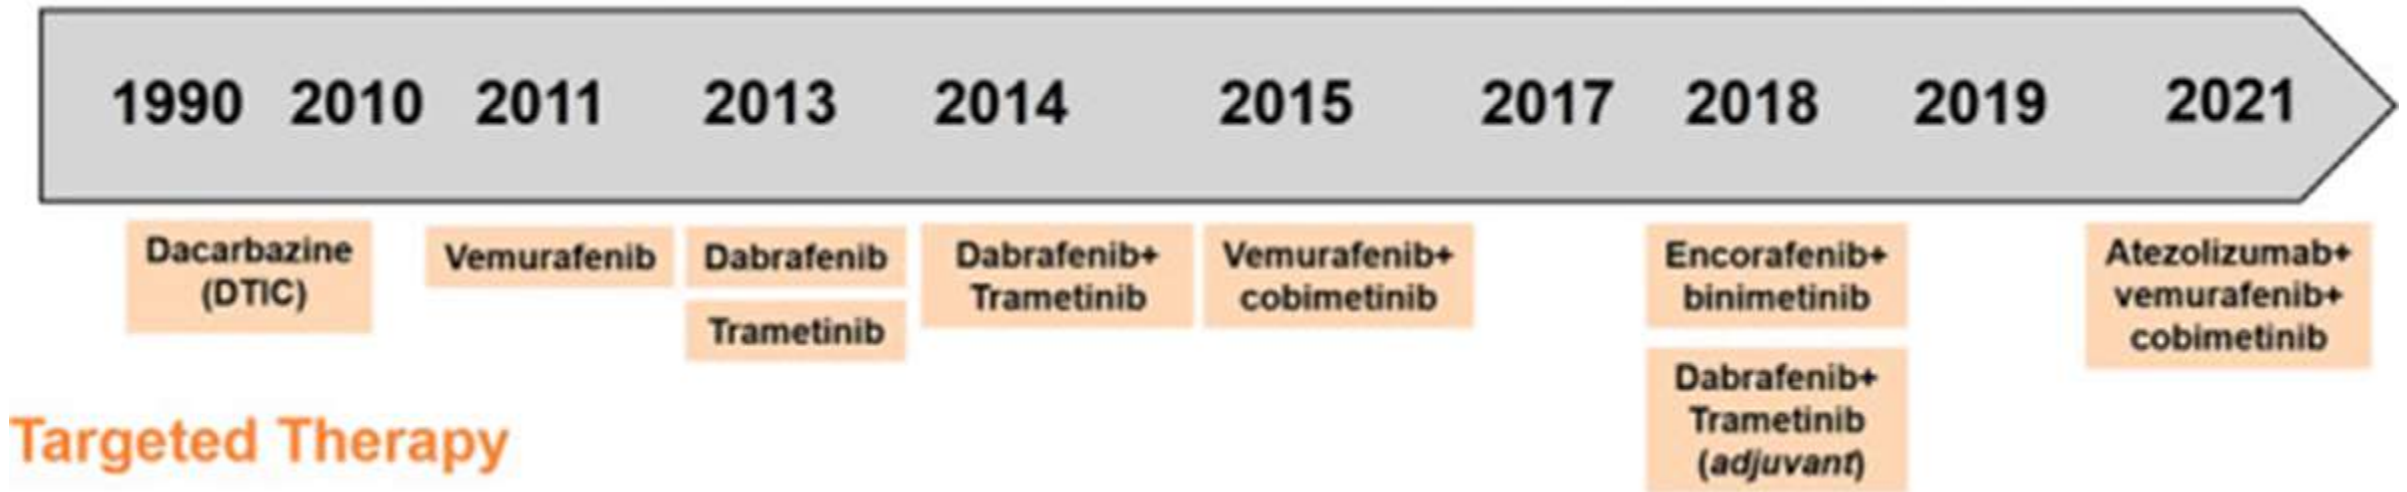 1990 2010 2011 2013 2014 2015 2017 2018 2019 2021
Dacarbazine
(DTIC)
Vemurafenib
Dabrafenib
Trametinib
Dabrafenib+
Trametinib
Vemurafenib+
cobimetinib
Encorafenib+
binimetinib
Dabrafenib+
Trametinib
(adjuvant)
Atezolizumab+
vemurafenib+
cobimetinib
Targeted Therapy